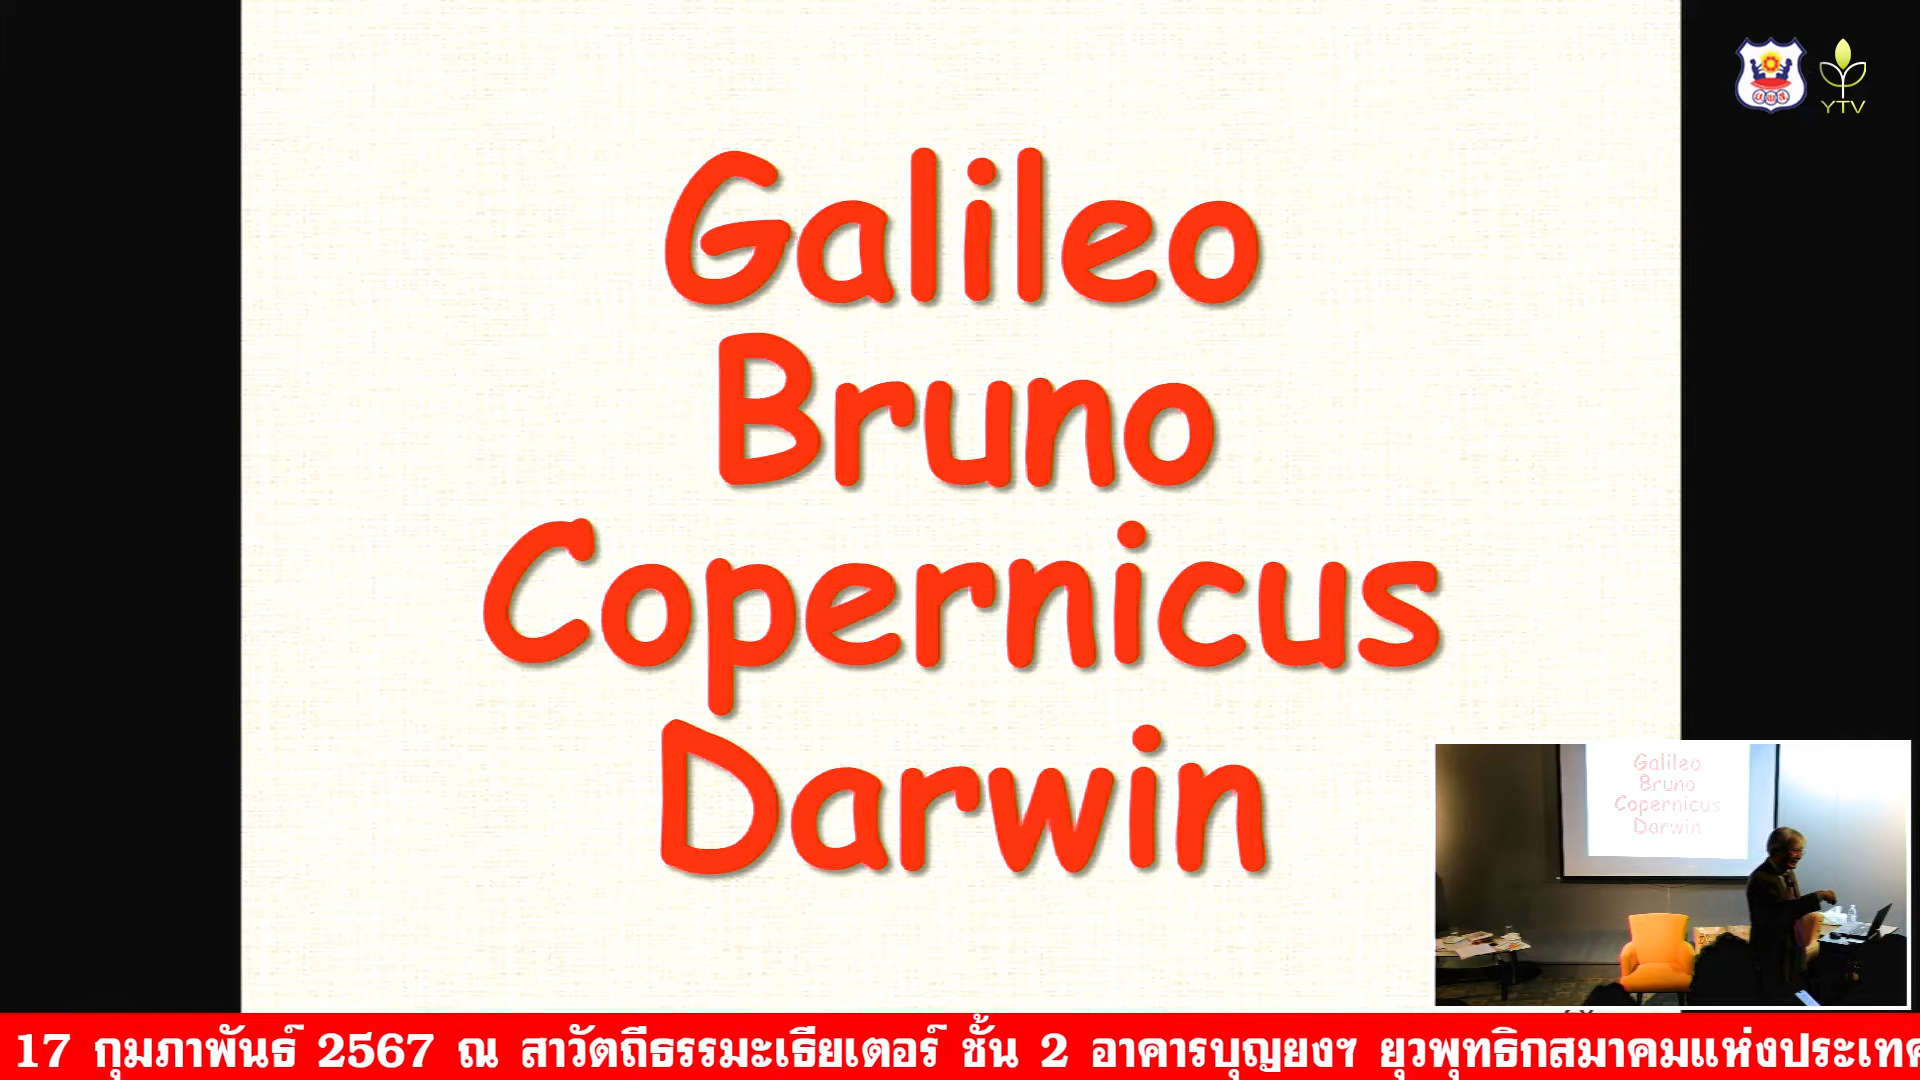 Galileo
Bruno
Copernicus
Darwin
YTV
Galileo
Bruno
Copernicus
Darwin
17 กุมภาพันธ์ 2567 ณ สาวัตถีธรรมะเธียเตอร์ ชั้น 2 อาคารบุญยงฯ ยุวพุทธิกสมาคมแห่งประเทศ